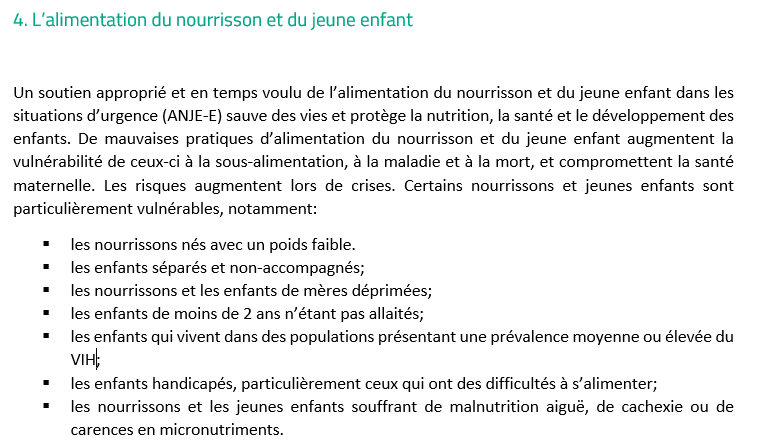 4. L’alimentation du nourrisson et du jeune enfant
Un soutien approprié et en temps voulu de l’alimentation du nourrisson et du jeune enfant dans les
situations d’urgence (ANJE-E) sauve des vies et protège la nutrition, la santé et le développement des
enfants. De mauvaises pratiques d’alimentation du nourrisson et du jeune enfant augmentent la
vulnérabilité de ceux-ci à la sous-alimentation, à la maladie et à la mort, et compromettent la santé
maternelle. Les risques augmentent lors de crises. Certains nourrissons et jeunes enfants sont
particulièrement vulnérables, notamment:
▪ les nourrissons nés avec un poids faible.
▪ les enfants séparés et non-accompagnés;
▪ les nourrissons et les enfants de mères déprimées;
▪ les enfants de moins de 2 ans n’étant pas allaités;
▪ les enfants qui vivent dans des populations présentant une prévalence moyenne ou élevée du
VIH;
▪ les enfants handicapés, particulièrement ceux qui ont des difficultés à s’alimenter;
▪ les nourrissons et les jeunes enfants souffrant de malnutrition aiguë, de cachexie ou de
carences en micronutriments.